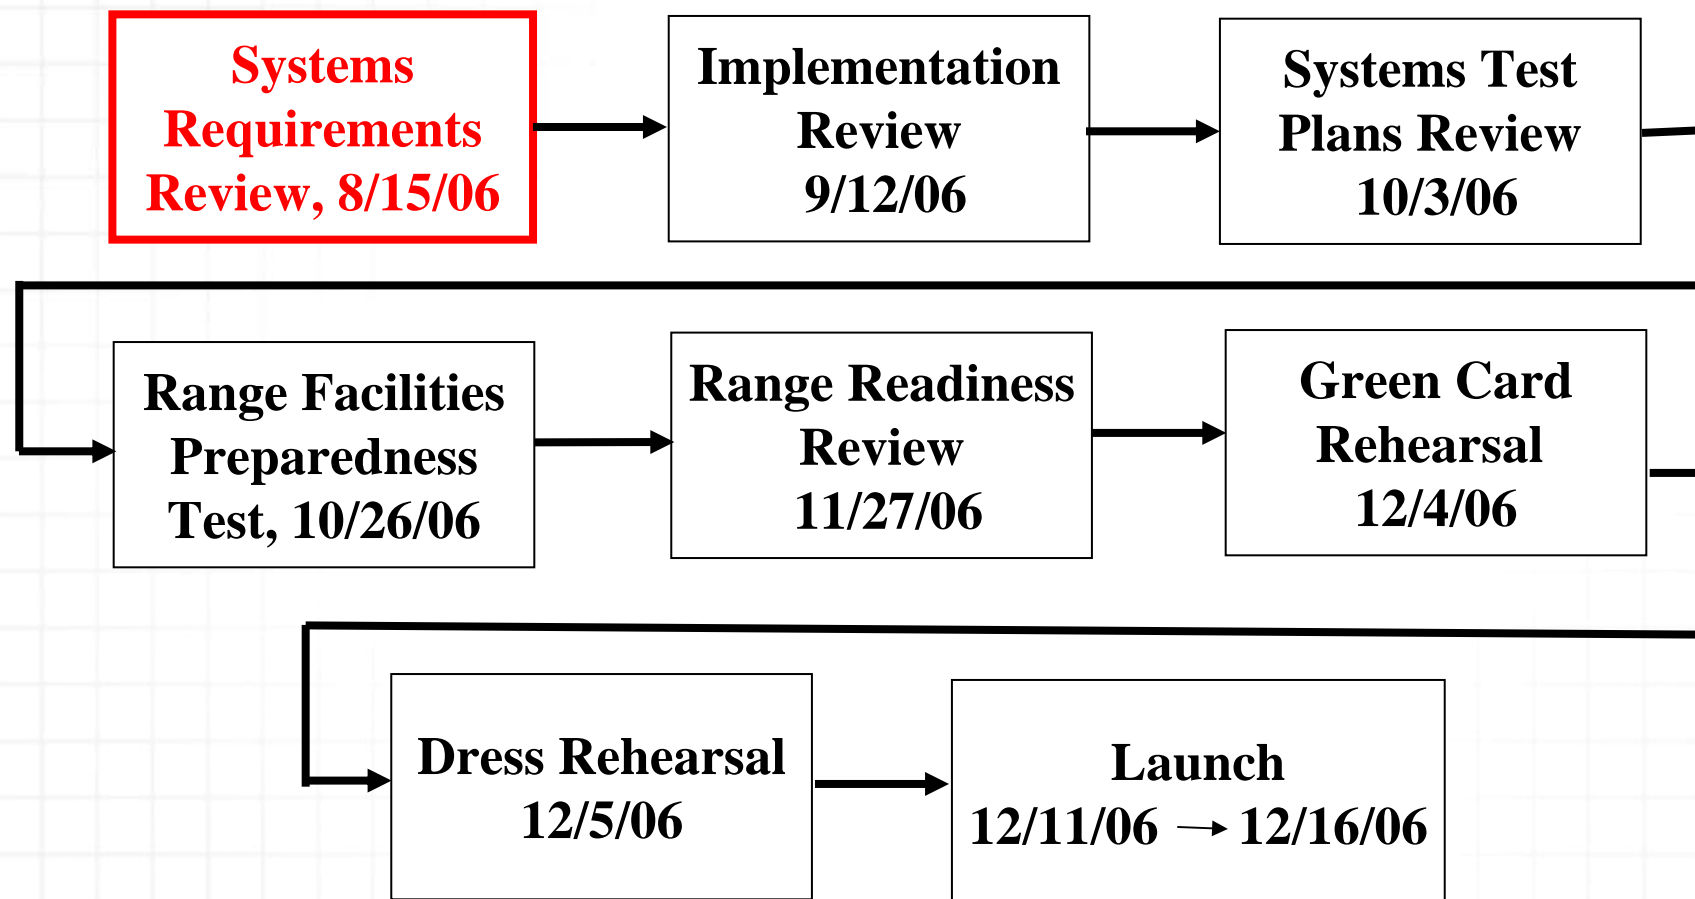 Systems
Requirements
Review, 8/15/06
Implementation
Review
9/12/06
Systems Test
Plans Review
10/3/06
Range Facilities
Preparedness
Test, 10/26/06
Range Readiness
Review
11/27/06
Green Card
Rehearsal
12/4/06
Dress Rehearsal
12/5/06
Launch
12/11/06 → 12/16/06